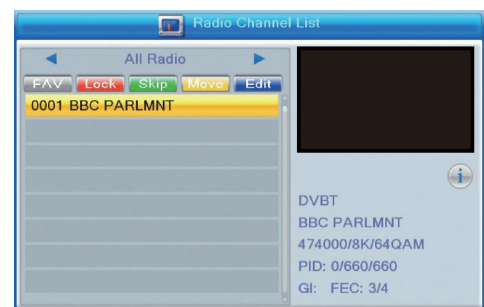 Radio Channel List
All Radio
FAV Lock Skip Move Edit
0001 BBC PARLMNT
DVBT
BBC PARLMNT
474000/8K/64QAM
PID: 0/660/660
GI: FEC: 3/4